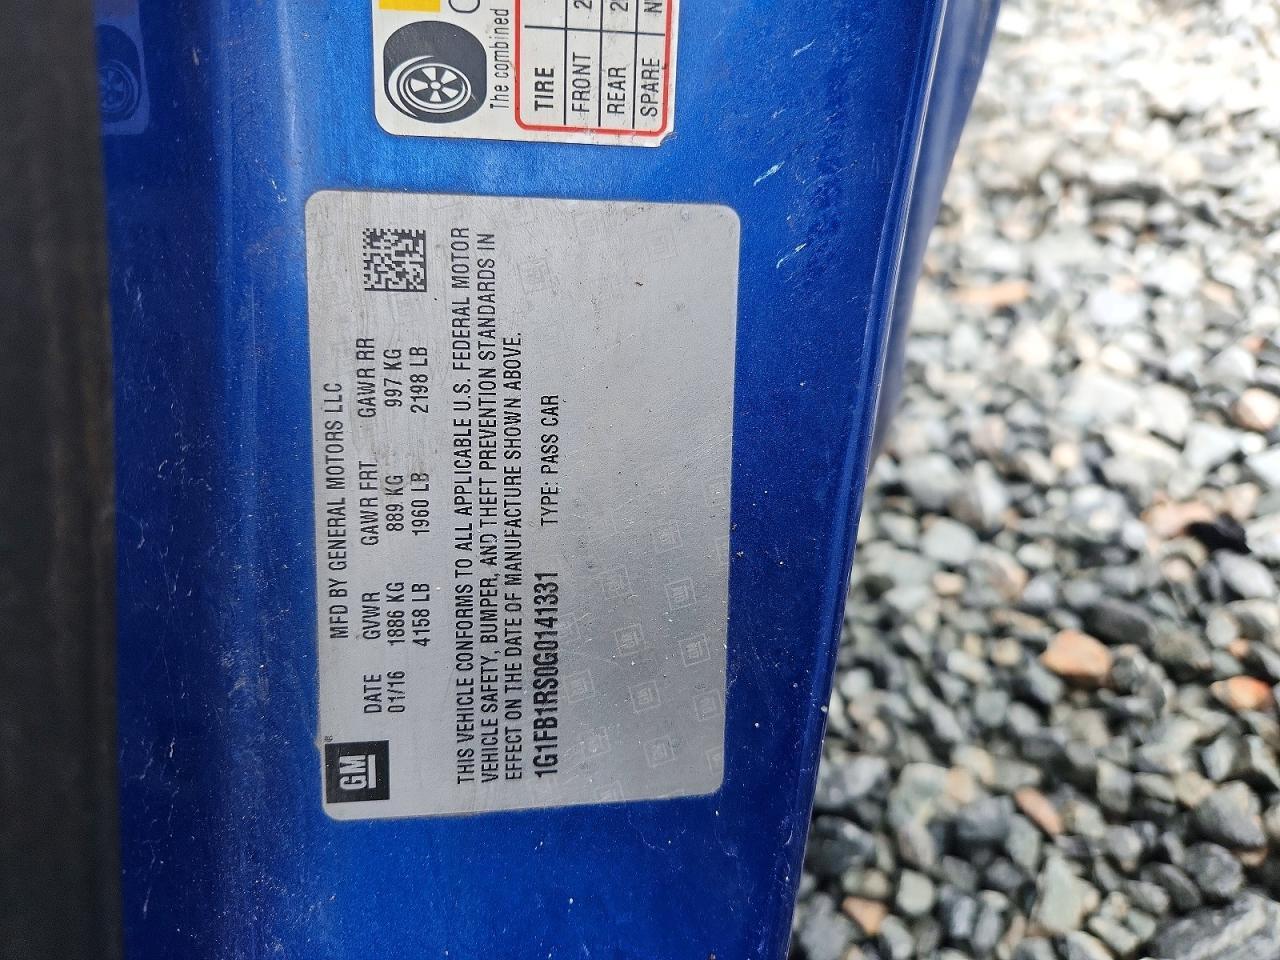 GM
MFD BY GENERAL MOTORS LLC
DATE GVWR GAWR FRT GAWR RR
01/16 1886 KG 889 KG 997 KG
4158 LB 1960 LB 2198 LB
THIS VEHICLE CONFORMS TO ALL APPLICABLE U.S. FEDERAL MOTOR
VEHICLE SAFETY, BUMPER, AND THEFT PREVENTION STANDARDS IN
EFFECT ON THE DATE OF MANUFACTURE SHOWN ABOVE.
1G1FB1RS0G0141331 TYPE: PASS CAR
The combined
TIRE
FRONT 2
REAR 2
SPARE N